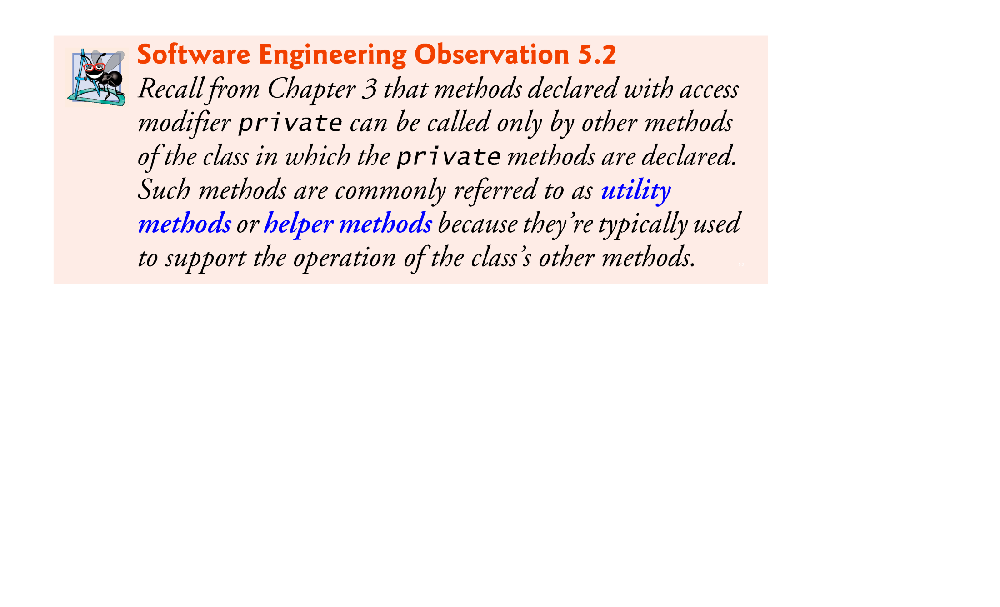 Software Engineering Observation 5.2
Recall from Chapter 3 that methods declared with access
modifier private can be called only by other methods
of the class in which the private methods are declared.
Such methods are commonly referred to as utility
methods or helper methods because they’re typically used
to support the operation of the class’s other methods.